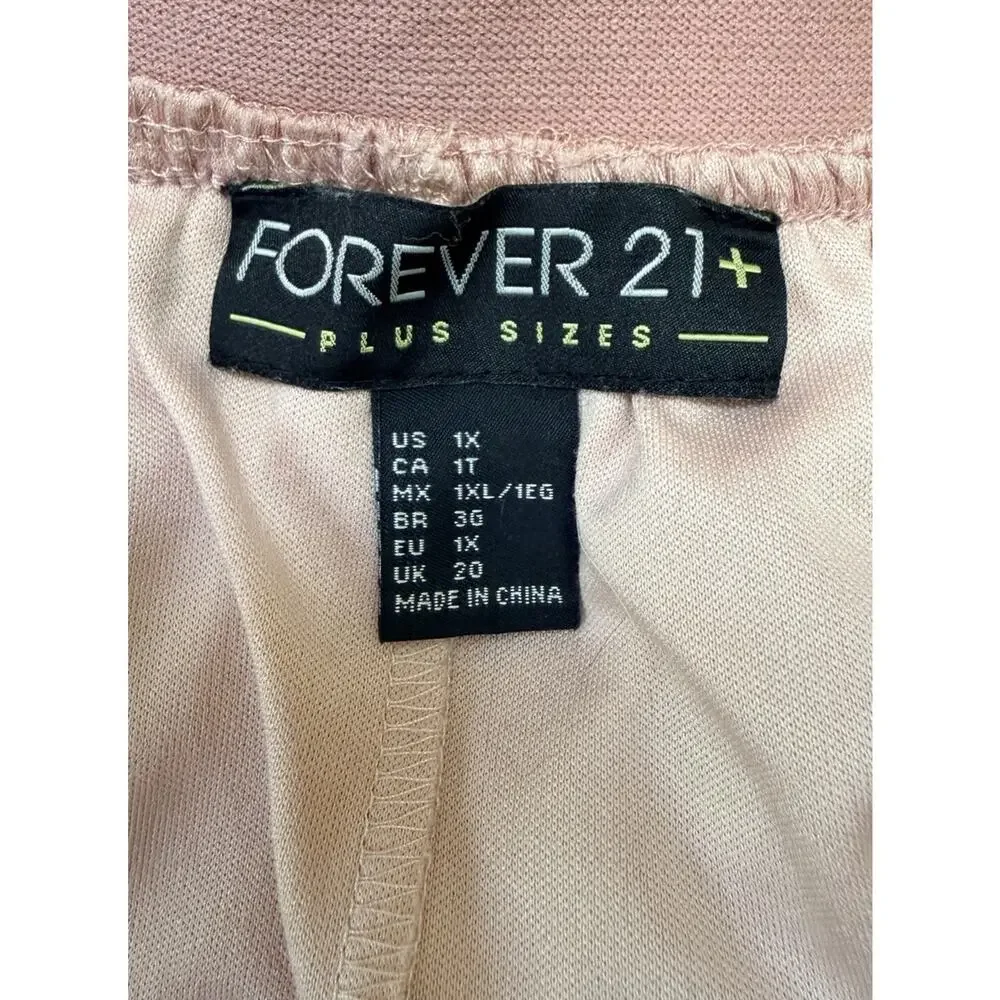 FOREVER 21+
PLUS SIZES
US 1X
CA 1T
MX 1XL/1EG
BR 3G
EU 1X
UK 20
MADE IN CHINA